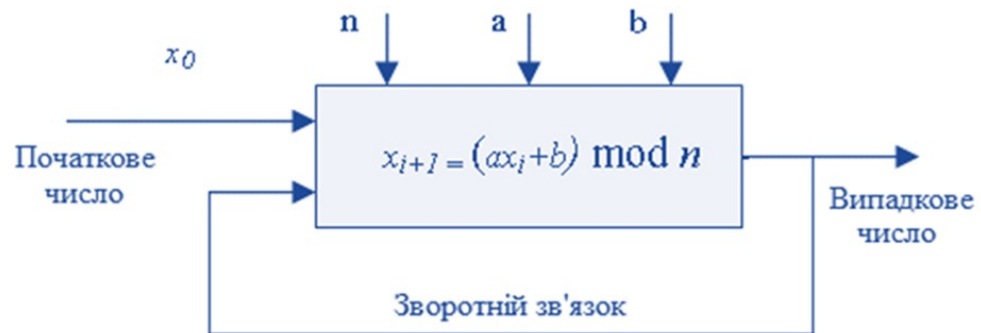 n a b
x₀
Початкове
число
xᵢ₊₁ = (axᵢ+b) mod n
Випадкове
число
Зворотній зв'язок